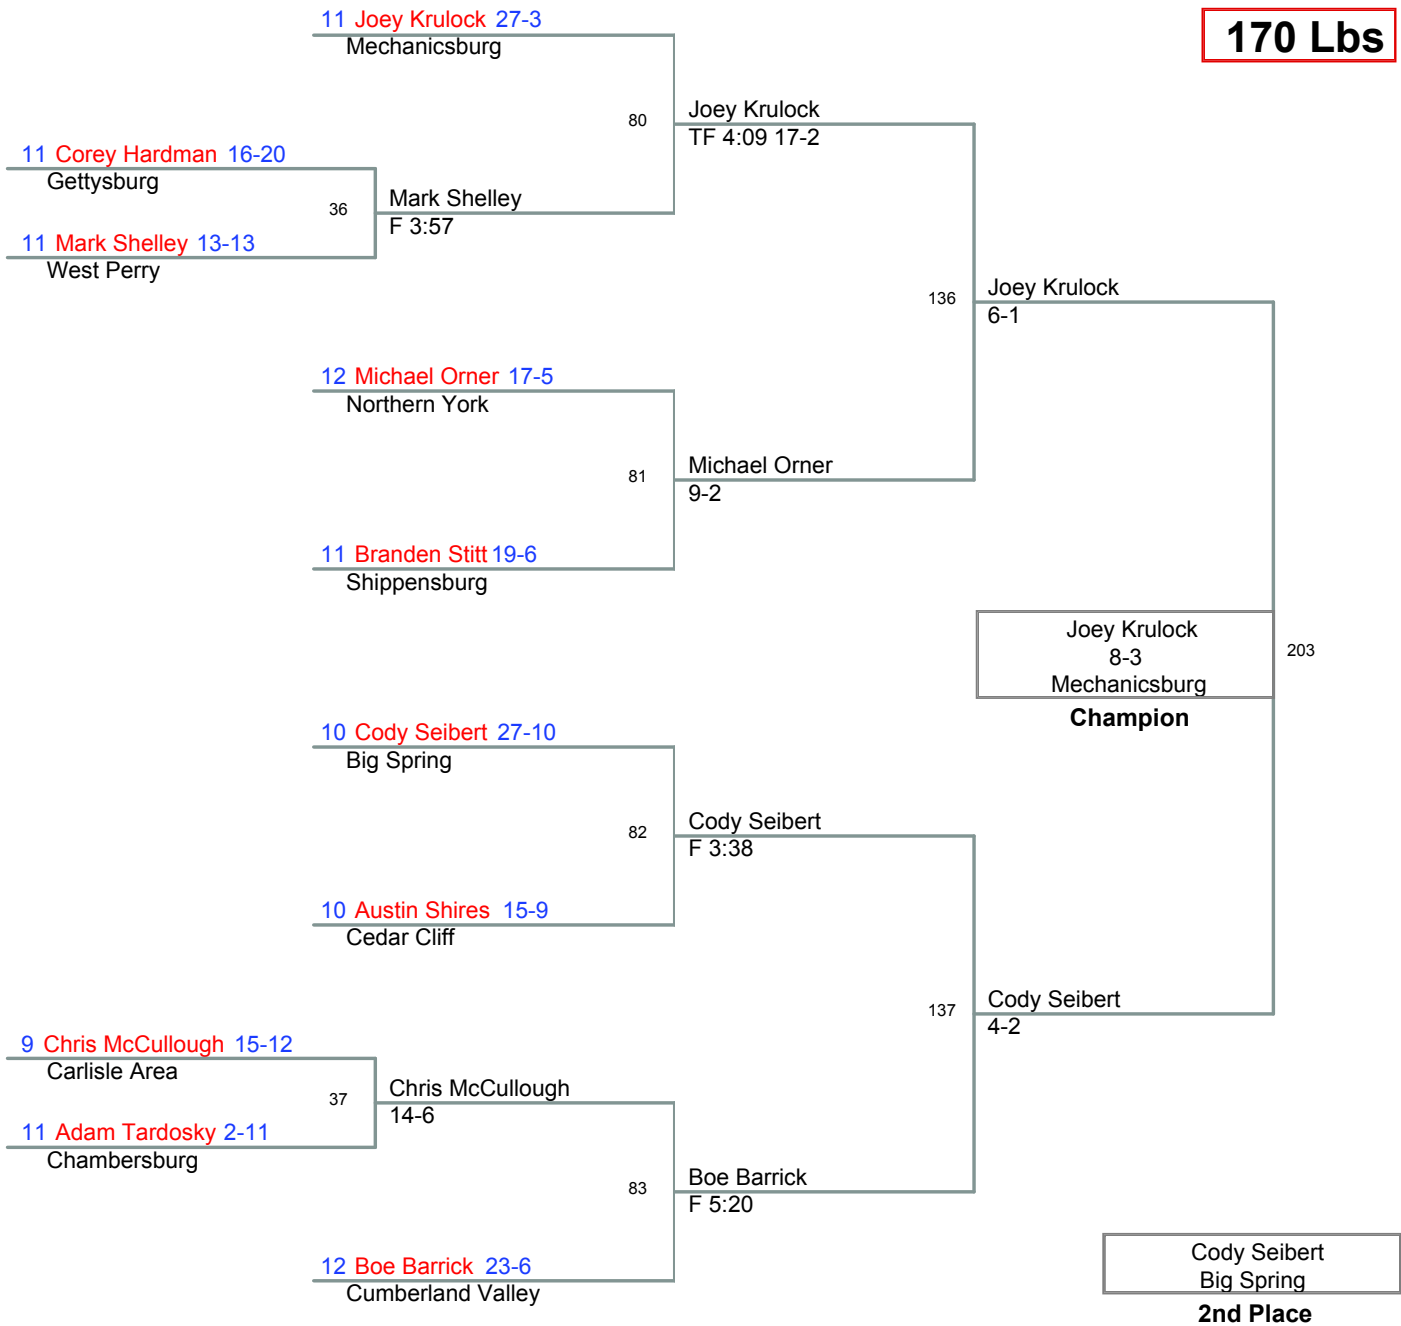 11 Joey Krulock 27-3
Mechanicsburg
170 Lbs
80
Joey Krulock
TF 4:09 17-2
11 Corey Hardman 16-20
Gettysburg
36
Mark Shelley
F 3:57
11 Mark Shelley 13-13
West Perry
136
Joey Krulock
6-1
12 Michael Orner 17-5
Northern York
81
Michael Orner
9-2
11 Branden Stitt 19-6
Shippensburg
Joey Krulock
8-3
Mechanicsburg
203
Champion
10 Cody Seibert 27-10
Big Spring
82
Cody Seibert
F 3:38
10 Austin Shires 15-9
Cedar Cliff
137
Cody Seibert
4-2
9 Chris McCullough 15-12
Carlisle Area
37
Chris McCullough
14-6
11 Adam Tardosky 2-11
Chambersburg
83
Boe Barrick
F 5:20
12 Boe Barrick 23-6
Cumberland Valley
Cody Seibert
Big Spring
2nd Place